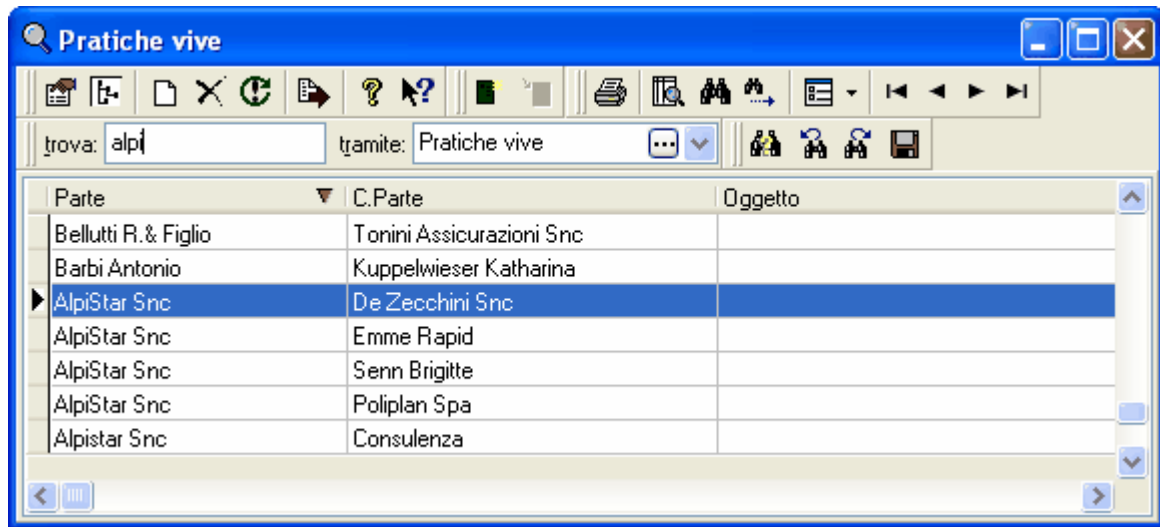 Pratiche vive
trova: alpi tramite: Pratiche vive
Parte C.Parte Oggetto
Bellutti R.& Figlio Tonini Assicurazioni Snc
Barbi Antonio Kuppelwieser Katharina
AlpiStar Snc De Zecchini Snc
AlpiStar Snc Emme Rapid
AlpiStar Snc Senn Brigitte
AlpiStar Snc Poliplan Spa
Alpistar Snc Consulenza